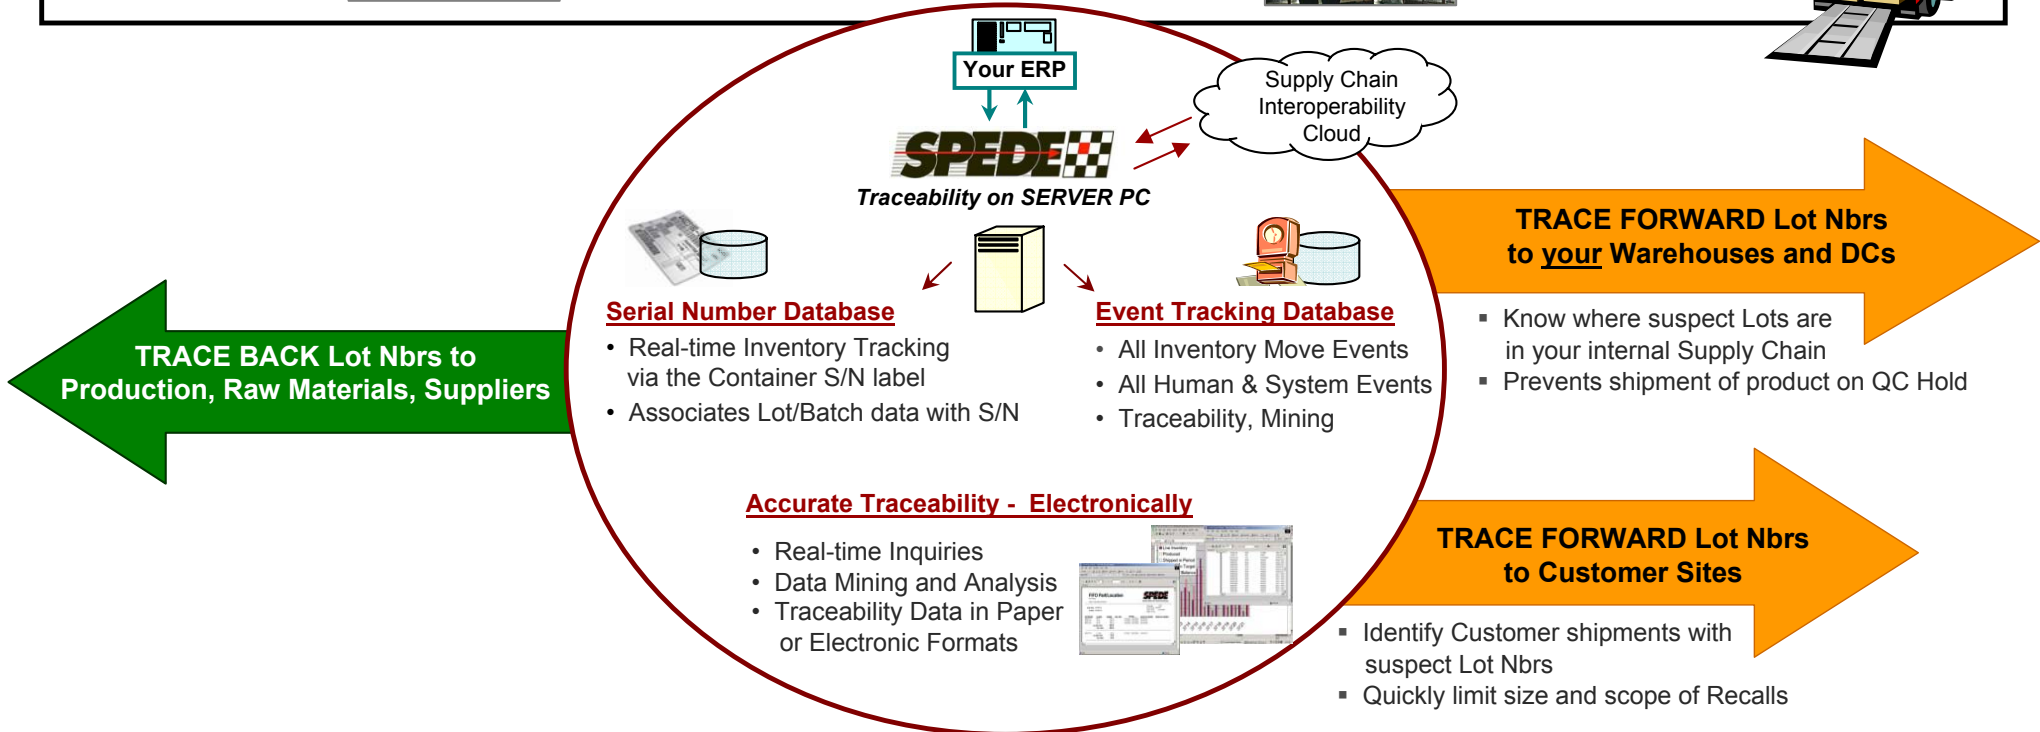 Your ERP
Supply Chain
Interoperability
Cloud
SPEDE
Traceability on SERVER PC
TRACE FORWARD Lot Nbrs
to your Warehouses and DCs
▪ Know where suspect Lots are
in your internal Supply Chain
▪ Prevents shipment of product on QC Hold
TRACE BACK Lot Nbrs to
Production, Raw Materials, Suppliers
Serial Number Database
• Real-time Inventory Tracking
via the Container S/N label
• Associates Lot/Batch data with S/N
Event Tracking Database
• All Inventory Move Events
• All Human & System Events
• Traceability, Mining
Accurate Traceability - Electronically
• Real-time Inquiries
• Data Mining and Analysis
• Traceability Data in Paper
or Electronic Formats
SPEDE
TRACE FORWARD Lot Nbrs
to Customer Sites
▪ Identify Customer shipments with
suspect Lot Nbrs
▪ Quickly limit size and scope of Recalls